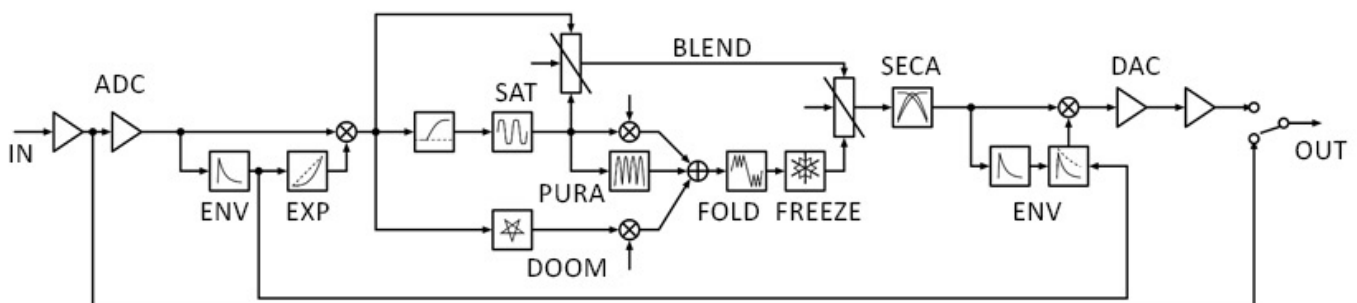 BLEND
SECA
DAC
ADC
SAT
IN
OUT
ENV
EXP
PURA
FOLD
FREEZE
ENV
DOOM